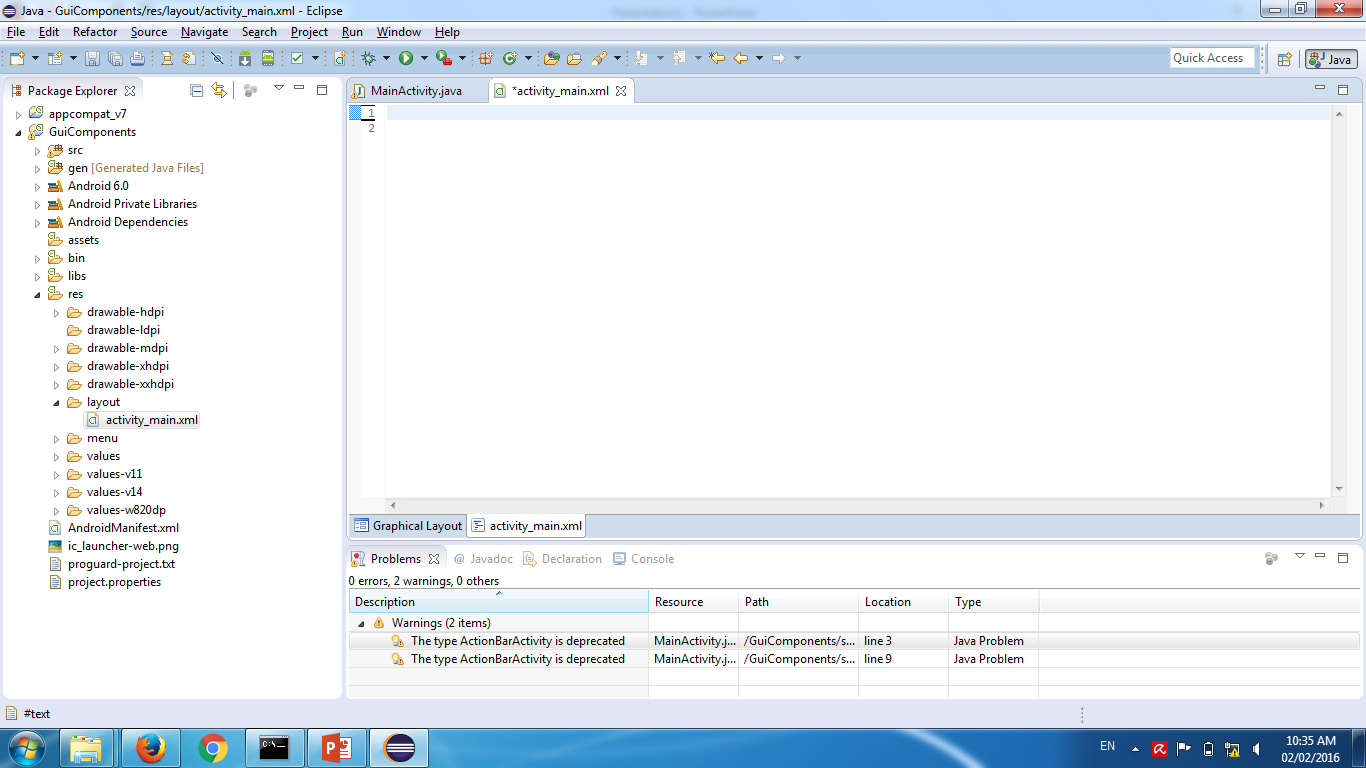 Java - GuiComponents/res/layout/activity_main.xml - Eclipse
File Edit Refactor Source Navigate Search Project Run Window Help
Quick Access
Java
Package Explorer
MainActivity.java
*activity_main.xml
appcompat_v7
GuiComponents
src
gen [Generated Java Files]
Android 6.0
Android Private Libraries
Android Dependencies
assets
bin
libs
res
drawable-hdpi
drawable-ldpi
drawable-mdpi
drawable-xhdpi
drawable-xxhdpi
layout
activity_main.xml
menu
values
values-v11
values-v14
values-w820dp
AndroidManifest.xml
ic_launcher-web.png
proguard-project.txt
project.properties
1
2
Graphical Layout activity_main.xml
Problems @ Javadoc Declaration Console
0 errors, 2 warnings, 0 others
Description Resource Path Location Type
Warnings (2 items)
The type ActionBarActivity is deprecated MainActivity.j... /GuiComponents/s... line 3 Java Problem
The type ActionBarActivity is deprecated MainActivity.j... /GuiComponents/s... line 9 Java Problem
#text
EN
10:35 AM
02/02/2016